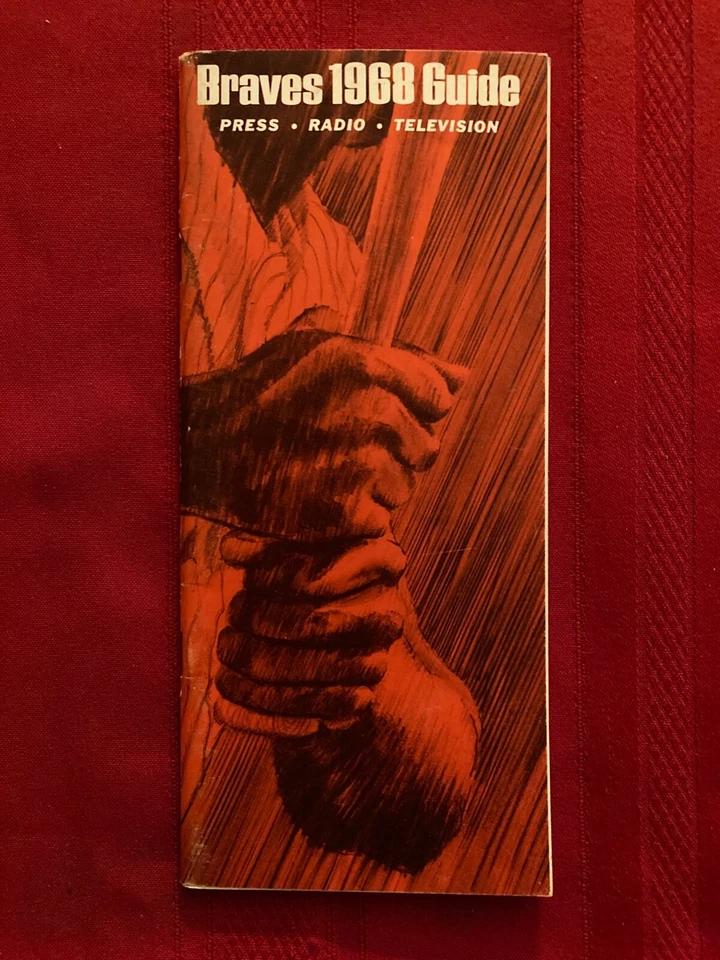 Braves 1968 Guide
PRESS • RADIO • TELEVISION